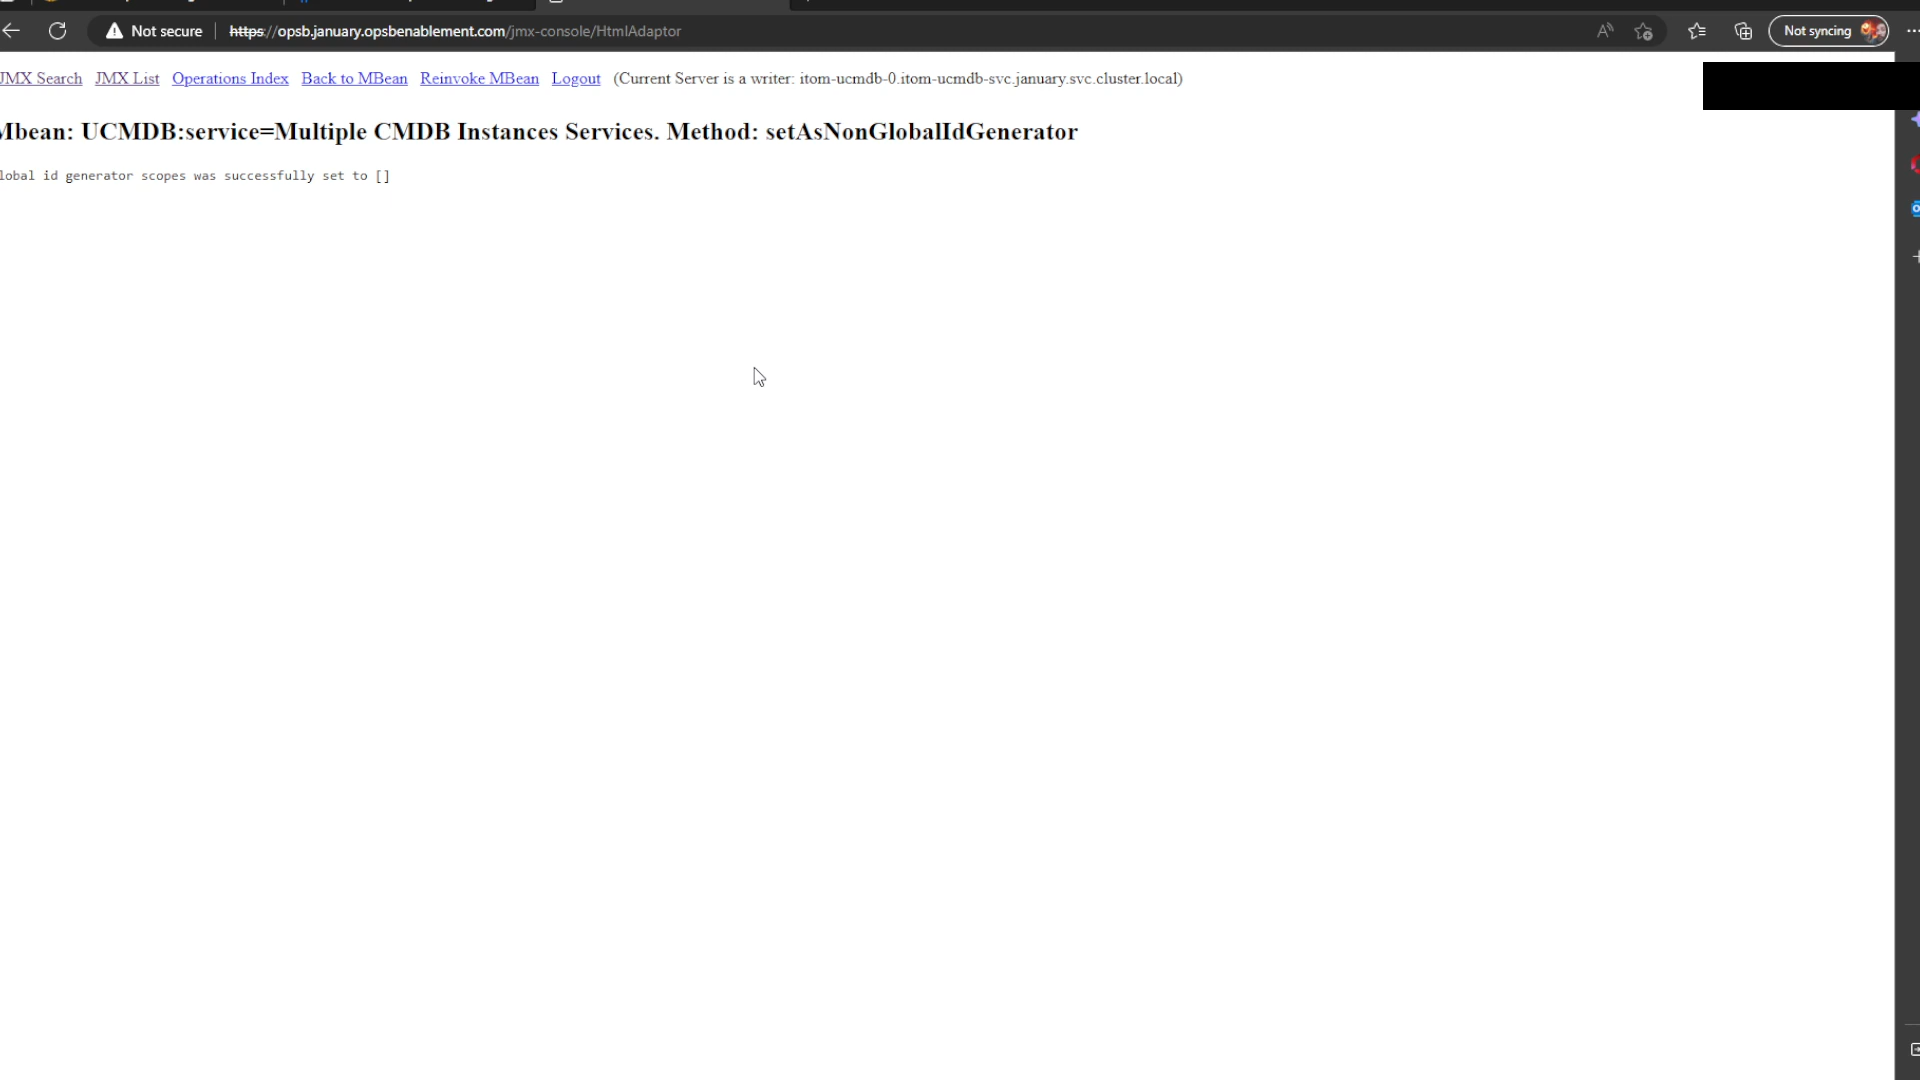 Not secure https://opsb.january.opsbenablement.com/jmx-console/HtmlAdaptor Not syncing
JMX Search JMX List Operations Index Back to MBean Reinvoke MBean Logout (Current Server is a writer: itom-ucmdb-0.itom-ucmdb-svc.january.svc.cluster.local)
Mbean: UCMDB:service=Multiple CMDB Instances Services. Method: setAsNonGlobalIdGenerator
lobal id generator scopes was successfully set to []